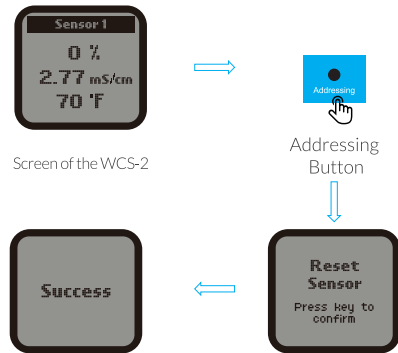 Sensor 1
0 %
2.77 mS/cm
70 °F
Screen of the WCS-2
Addressing
Addressing
Button
Reset
Sensor
Press key to
confirm
Success